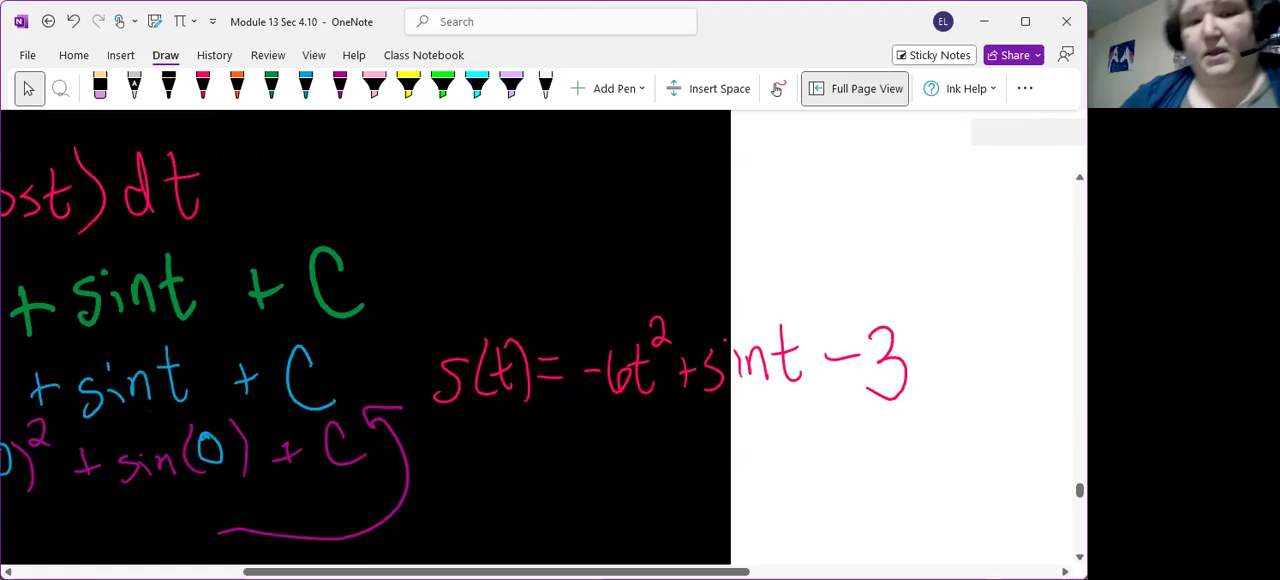 Module 13 Sec 4.10 - OneNote
Search
EL
File Home Insert Draw History Review View Help Class Notebook
Sticky Notes
Share
A
Add Pen
Insert Space
Full Page View
Ink Help
ost) dt
+ sint + C
+ sint + C
s(t) = -6t² + sint - 3
0)² + sin(0) + C